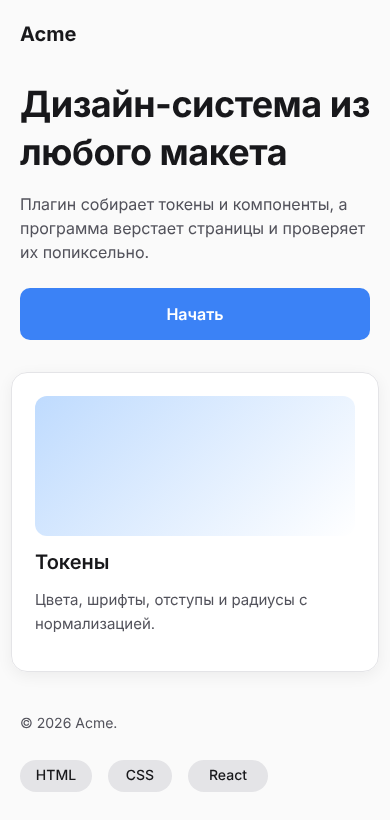 Acme
Дизайн-система из
любого макета
Плагин собирает токены и компоненты, а
программа верстает страницы и проверяет
их попиксельно.
Начать
Токены
Цвета, шрифты, отступы и радиусы с
нормализацией.
© 2026 Acme.
HTML CSS React